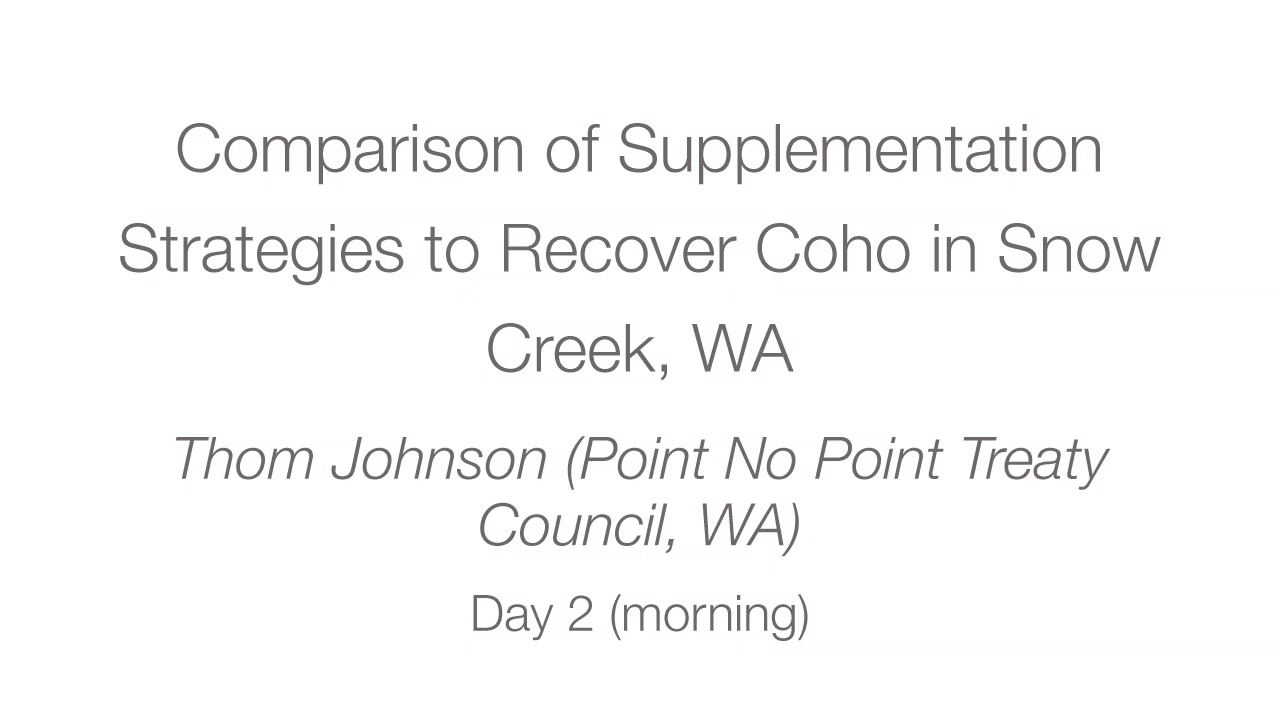 Comparison of Supplementation
Strategies to Recover Coho in Snow
Creek, WA
Thom Johnson (Point No Point Treaty
Council, WA)
Day 2 (morning)